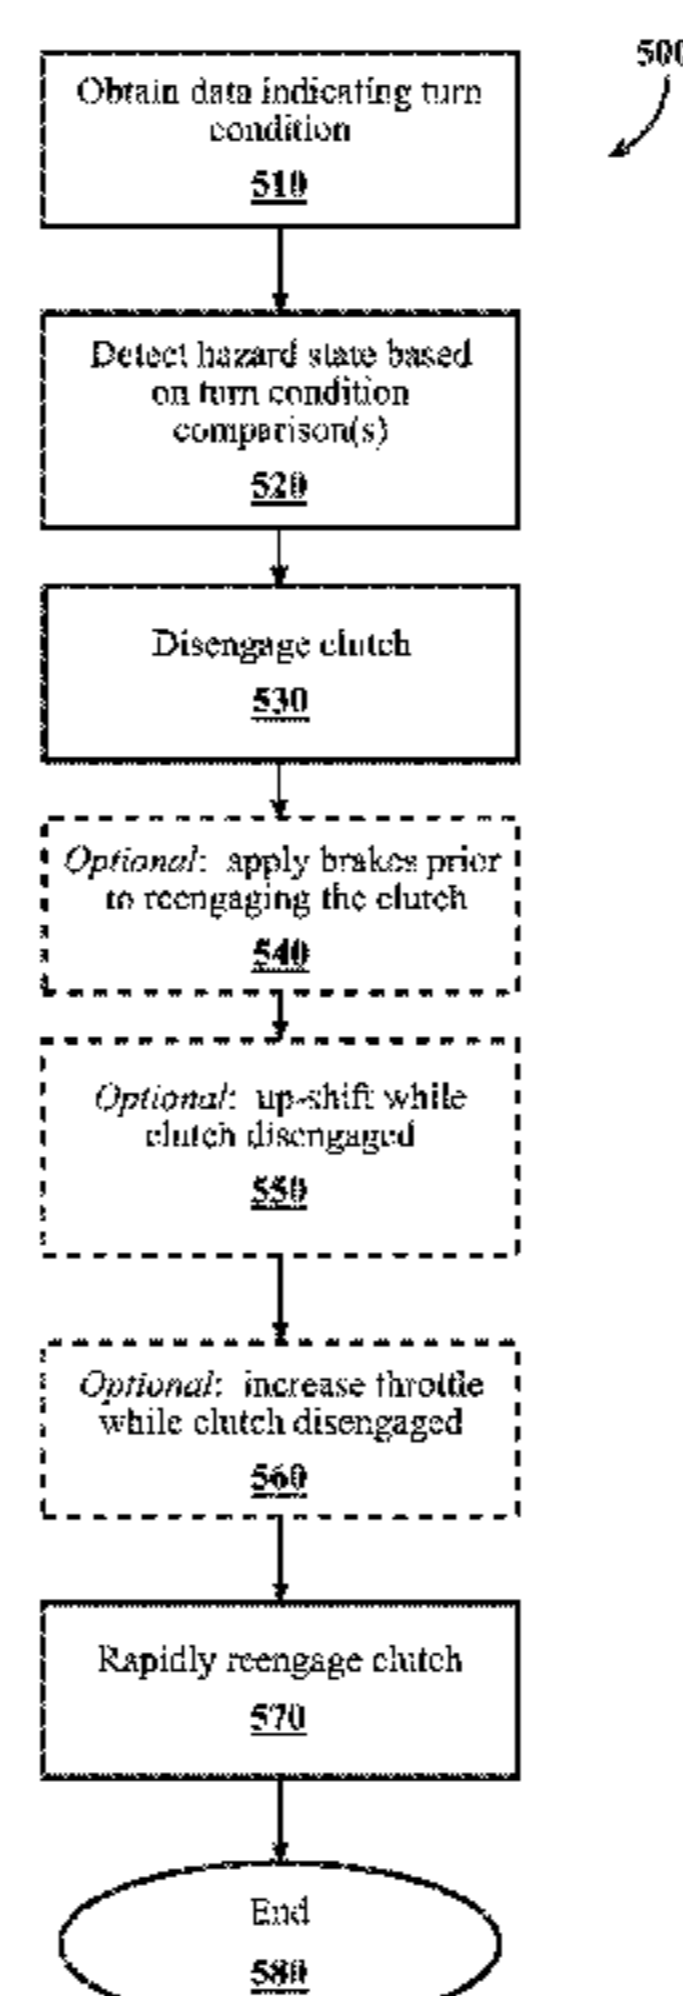 500
Obtain data indicating turn
condition
510
Detect hazard state based
on turn condition
comparison(s)
520
Disengage clutch
530
Optional: apply brakes prior
to reengaging the clutch
540
Optional: up-shift while
clutch disengaged
550
Optional: increase throttle
while clutch disengaged
560
Rapidly reengage clutch
570
End
580